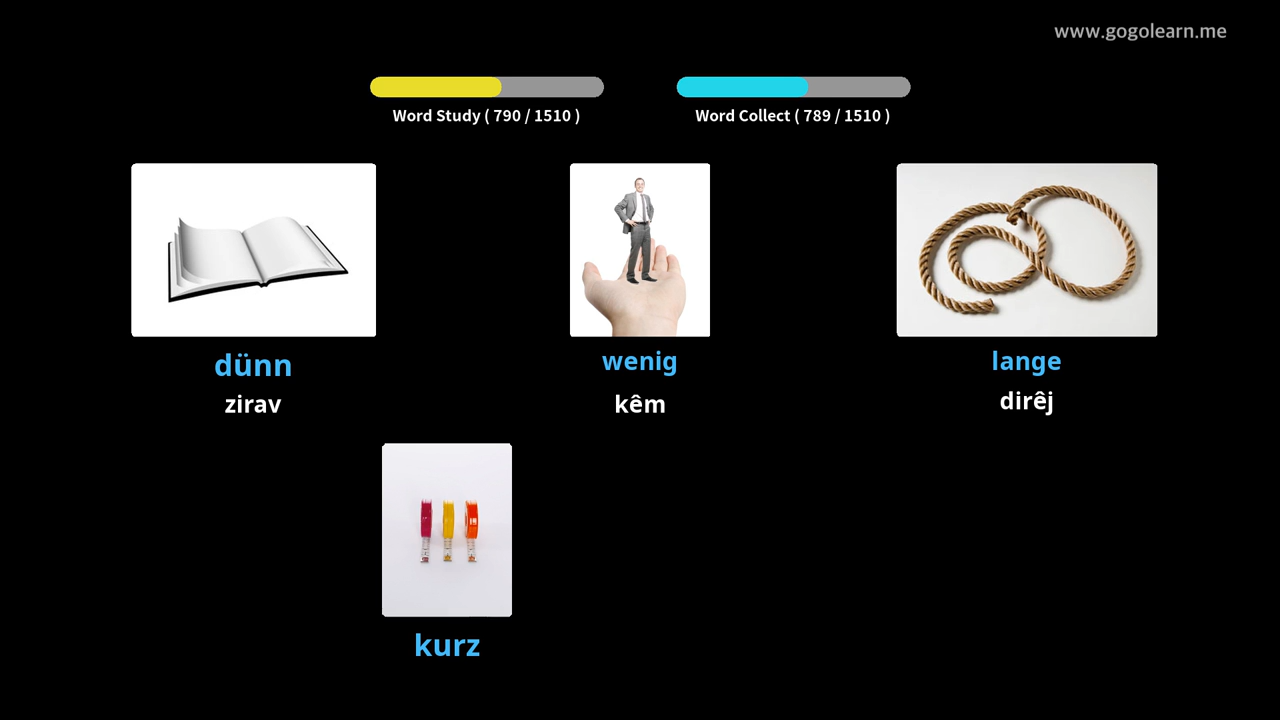 www.gogolearn.me
Word Study ( 790 / 1510 )
Word Collect ( 789 / 1510 )
dünn
wenig
lange
zirav
kêm
dirêj
kurz